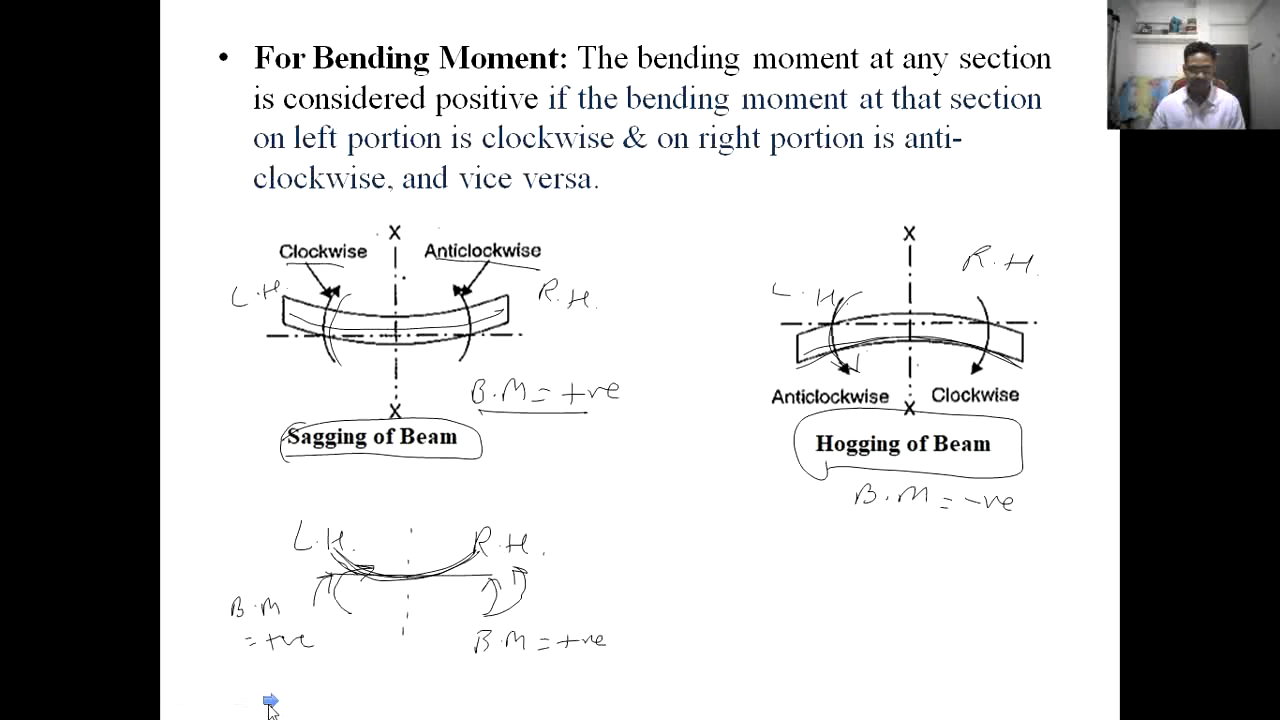 • For Bending Moment: The bending moment at any section
is considered positive if the bending moment at that section
on left portion is clockwise & on right portion is anti-
clockwise, and vice versa.
X
Clockwise
Anticlockwise
L.H.
R.H.
X
B.M = +ve
Sagging of Beam
X
R.H.
L.H.
Anticlockwise
X
Clockwise
Hogging of Beam
B.M = -ve
L.H.
R.H.
B.M
= +ve
B.M = +ve